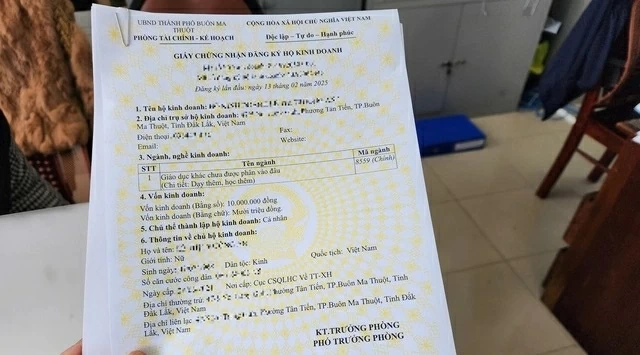 UBND THÀNH PHỐ BUÔN MA
THUỘT
PHÒNG TÀI CHÍNH - KẾ HOẠCH
CỘNG HÒA XÃ HỘI CHỦ NGHĨA VIỆT NAM
Độc lập – Tự do – Hạnh phúc
GIẤY CHỨNG NHẬN ĐĂNG KÝ HỘ KINH DOANH
Đăng ký lần đầu: ngày 13 tháng 02 năm 2025
1. Tên hộ kinh doanh:
2. Địa chỉ trụ sở hộ kinh doanh: Phường Tân Tiến, TP.Buôn
Ma Thuột, Tỉnh Đắk Lắk, Việt Nam
Điện thoại: Fax:
Email: Website:
3. Ngành, nghề kinh doanh:
STT Tên ngành Mã ngành
1 Giáo dục khác chưa được phân vào đâu 8559 (Chính)
(Chi tiết: Dạy thêm, học thêm)
4. Vốn kinh doanh:
Vốn kinh doanh (Bằng số): 10.000.000 đồng
Vốn kinh doanh (Bằng chữ): Mười triệu đồng.
5. Chủ thể thành lập hộ kinh doanh: Cá nhân
6. Thông tin về chủ hộ kinh doanh:
Họ và tên:
Giới tính: Nữ
Sinh ngày: Dân tộc: Kinh Quốc tịch: Việt Nam
Số căn cước công dân:
Ngày cấp: Nơi cấp: Cục CSQLHC Về TT-XH
Địa chỉ thường trú: Phường Tân Tiến, TP.Buôn Ma Thuột, Tỉnh
Đắk Lắk, Việt Nam
Địa chỉ liên lạc: Phường Tân Tiến, TP.Buôn Ma Thuột, Tỉnh Đắk
Lắk, Việt Nam
KT.TRƯỞNG PHÒNG
PHÓ TRƯỞNG PHÒNG